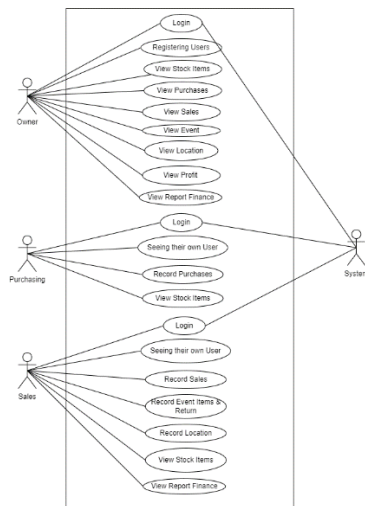 Login
Registering Users
View Stock Items
View Purchases
View Sales
View Event
View Location
View Profit
View Report Finance
Owner
Login
Seeing their own User
Record Purchases
View Stock Items
Purchasing
System
Login
Seeing their own User
Record Sales
Record Event Items &
Return
Record Location
View Stock Items
View Report Finance
Sales